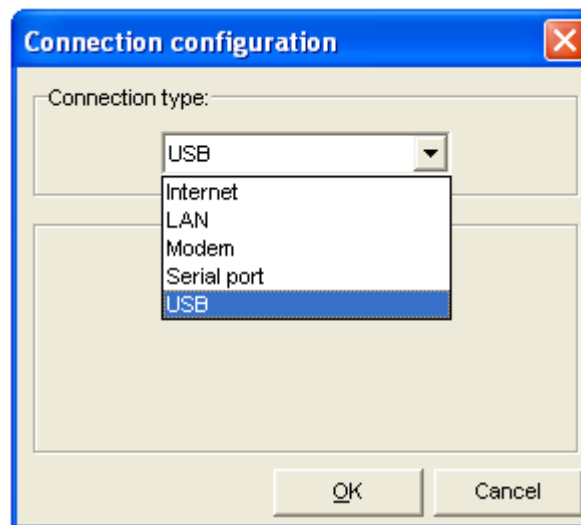 Connection configuration
Connection type:
USB
Internet
LAN
Modem
Serial port
USB
OK
Cancel